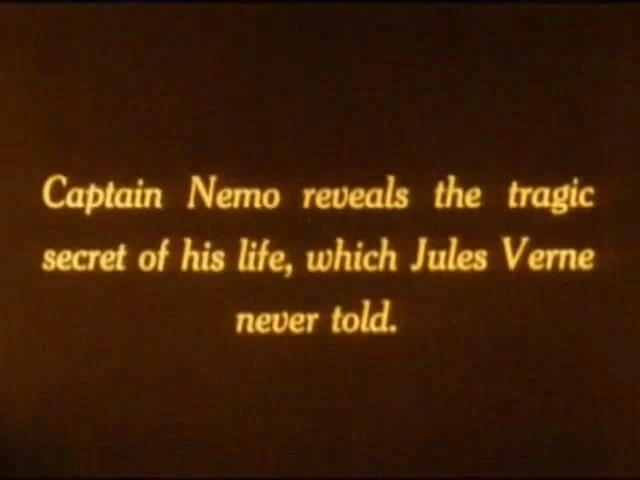 Captain Nemo reveals the tragic
secret of his life, which Jules Verne
never told.